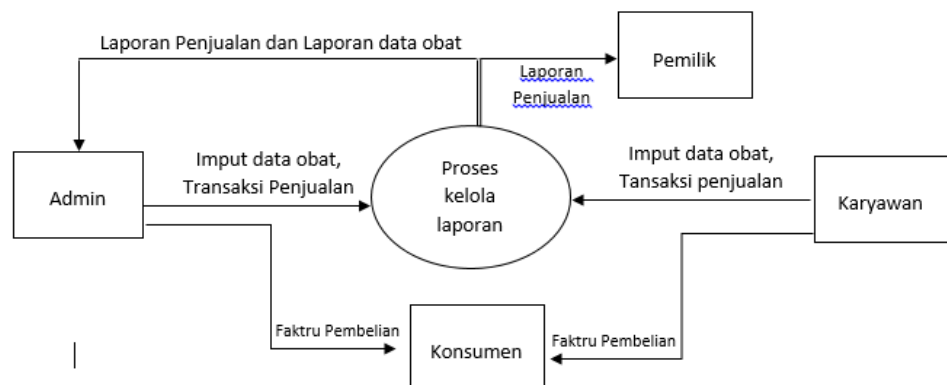 Laporan Penjualan dan Laporan data obat
Laporan
Penjualan
Pemilik
Imput data obat,
Transaksi Penjualan
Admin
Proses
kelola
laporan
Imput data obat,
Tansaksi penjualan
Karyawan
Faktru Pembelian
Konsumen
Faktru Pembelian